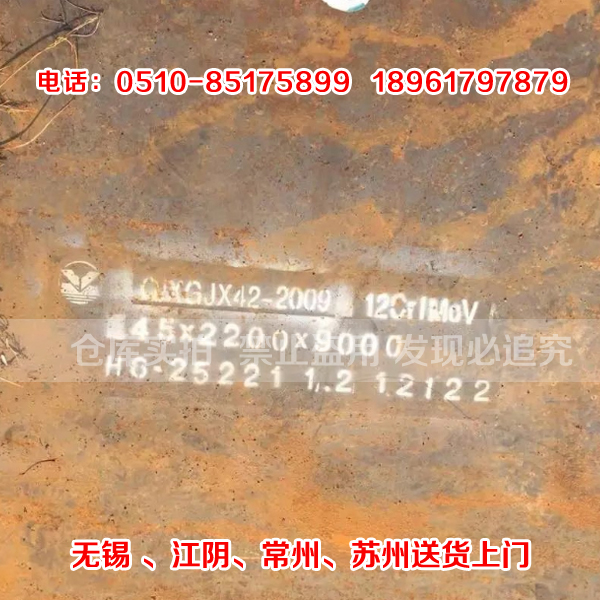 电话：0510-85175899 18961797879
Q/XGJX42-2009 12Cr1MoV
45x2200x9000
仓库实拍 禁止盗用 发现必追究
H6-25221 1.2 12122
无锡、江阴、常州、苏州送货上门